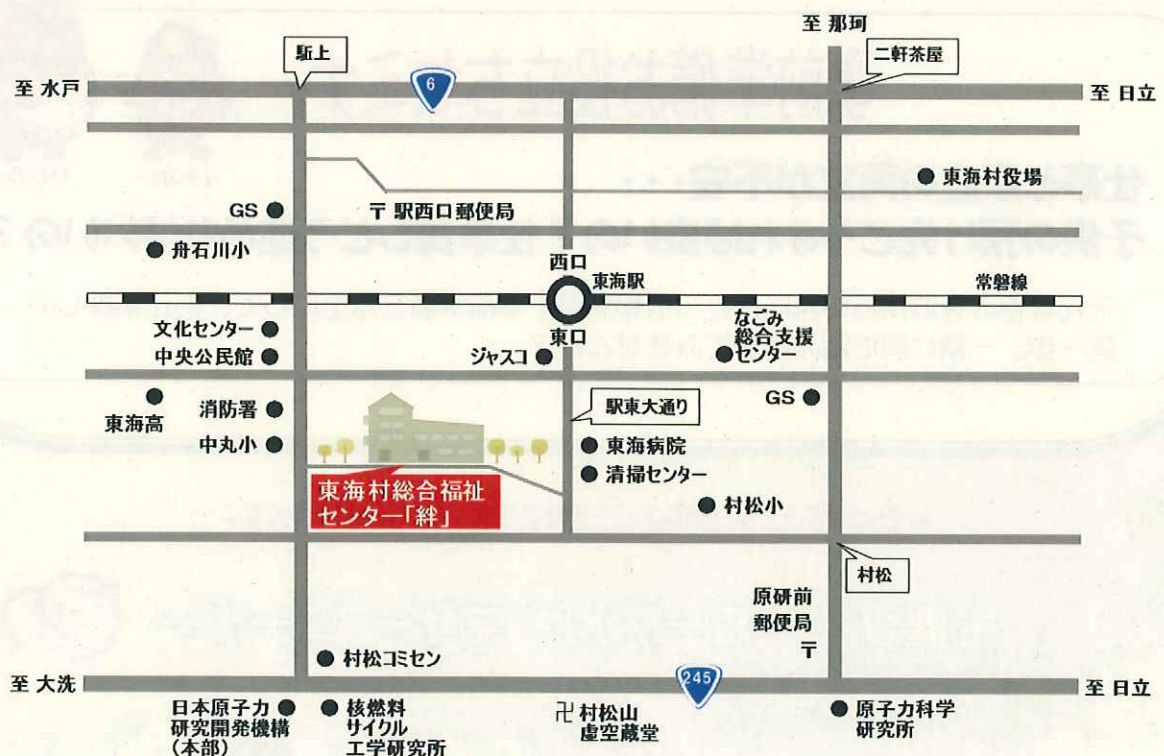 至 那珂
駈上
二軒茶屋
至 水戸
6
至 日立
東海村役場
GS
〒駅西口郵便局
舟石川小
西口
東海駅
常磐線
東口
文化センター
中央公民館
ジャスコ
なごみ
総合支援
センター
東海高
消防署
中丸小
駅東大通り
GS
東海病院
清掃センター
東海村総合福祉
センター「絆」
村松小
村松
原研前
郵便局
〒
村松コミセン
至 大洗
245
至 日立
日本原子力
研究開発機構
(本部)
核燃料
サイクル
工学研究所
卍村松山
虚空蔵堂
原子力科学
研究所